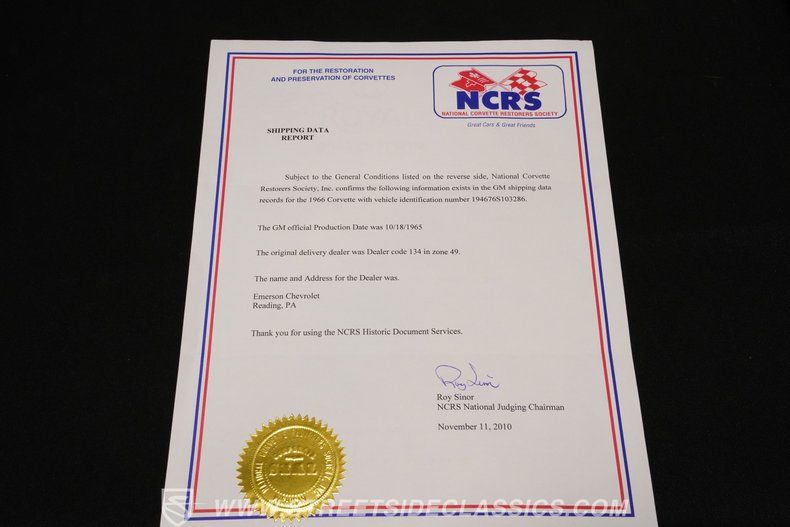 FOR THE RESTORATION
AND PRESERVATION OF CORVETTES
NCRS
NATIONAL CORVETTE RESTORERS SOCIETY
Great Cars & Great Friends
SHIPPING DATA
REPORT
Subject to the General Conditions listed on the reverse side, National Corvette
Restorers Society, Inc. confirms the following information exists in the GM shipping data
records for the 1966 Corvette with vehicle identification number 194676S103286.
The GM official Production Date was 10/18/1965
The original delivery dealer was Dealer code 134 in zone 49.
The name and Address for the Dealer was.
Emerson Chevrolet
Reading, PA
Thank you for using the NCRS Historic Document Services.
Roy Sinor
NCRS National Judging Chairman
November 11, 2010
SEAL
WWW.STREETSIDECLASSICS.COM